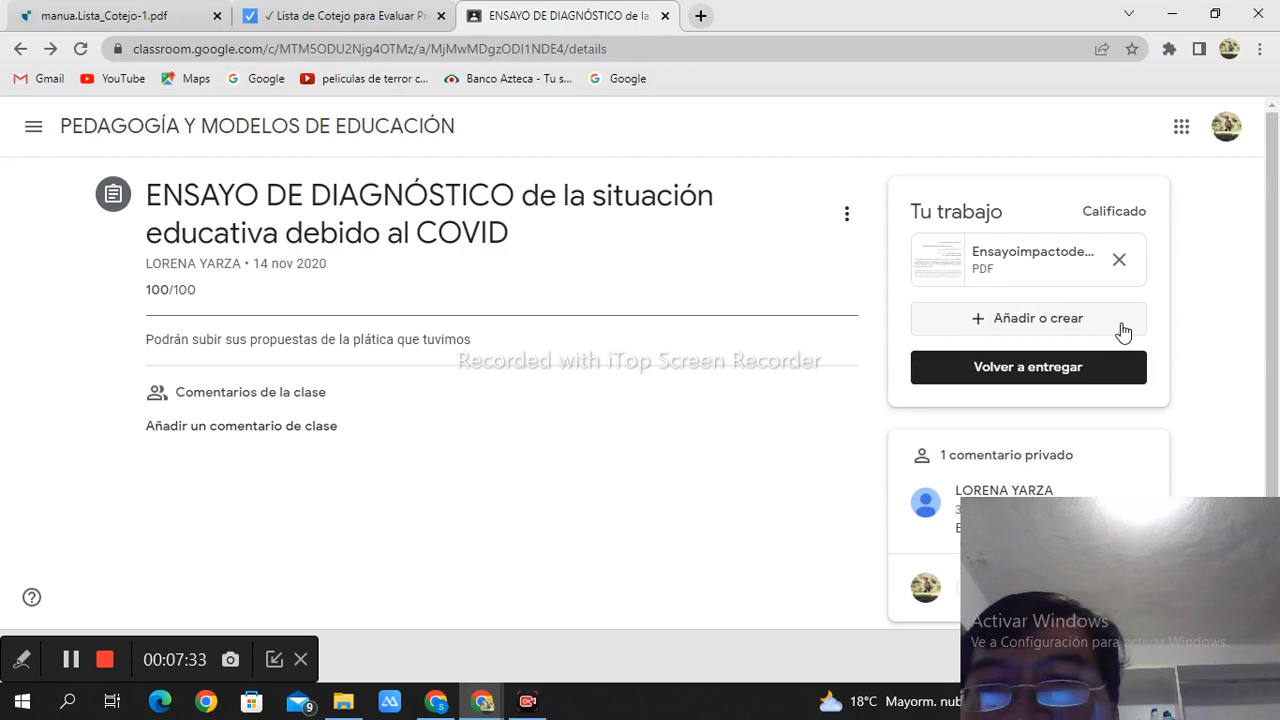 manua.Lista_Cotejo-1.pdf
✓ Lista de Cotejo para Evaluar Pr
ENSAYO DE DIAGNÓSTICO de la
classroom.google.com/c/MTM5ODU2Njg4OTMz/a/MjMwMDgzODI1NDE4/details
Gmail
YouTube
Maps
Google
peliculas de terror c...
Banco Azteca - Tu s...
Google
PEDAGOGÍA Y MODELOS DE EDUCACIÓN
ENSAYO DE DIAGNÓSTICO de la situación
educativa debido al COVID
LORENA YARZA • 14 nov 2020
100/100
Podrán subir sus propuestas de la plática que tuvimos
Comentarios de la clase
Añadir un comentario de clase
Tu trabajo
Calificado
Ensayoimpactode...
PDF
Añadir o crear
Volver a entregar
1 comentario privado
LORENA YARZA
Recorded with iTop Screen Recorder
Activar Windows
Ve a Configuración para activar Windows.
00:07:33
9
18°C Mayorm. nub